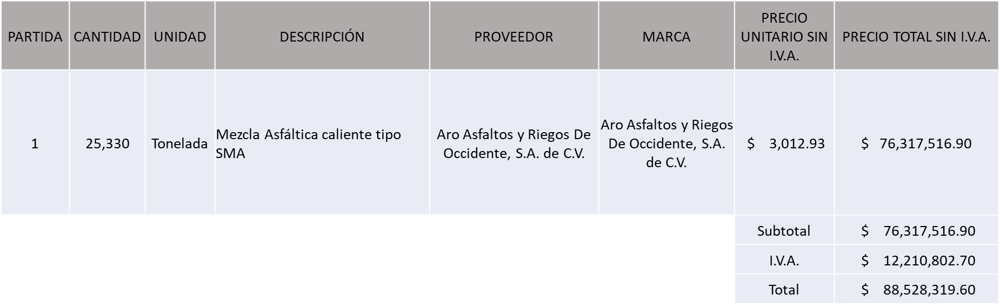 PARTIDA CANTIDAD UNIDAD DESCRIPCIÓN PROVEEDOR MARCA PRECIO UNITARIO SIN I.V.A. PRECIO TOTAL SIN I.V.A.
1 25,330 Tonelada Mezcla Asfáltica caliente tipo SMA Aro Asfaltos y Riegos De Occidente, S.A. de C.V. Aro Asfaltos y Riegos De Occidente, S.A. de C.V. $ 3,012.93 $ 76,317,516.90
Subtotal $ 76,317,516.90
I.V.A. $ 12,210,802.70
Total $ 88,528,319.60